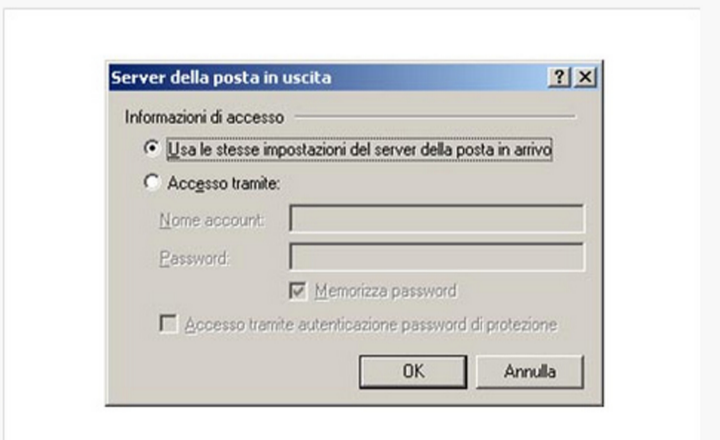 Server della posta in uscita
Informazioni di accesso
Usa le stesse impostazioni del server della posta in arrivo
Accesso tramite:
Nome account:
Password:
Memorizza password
Accesso tramite autenticazione password di protezione
OK Annulla